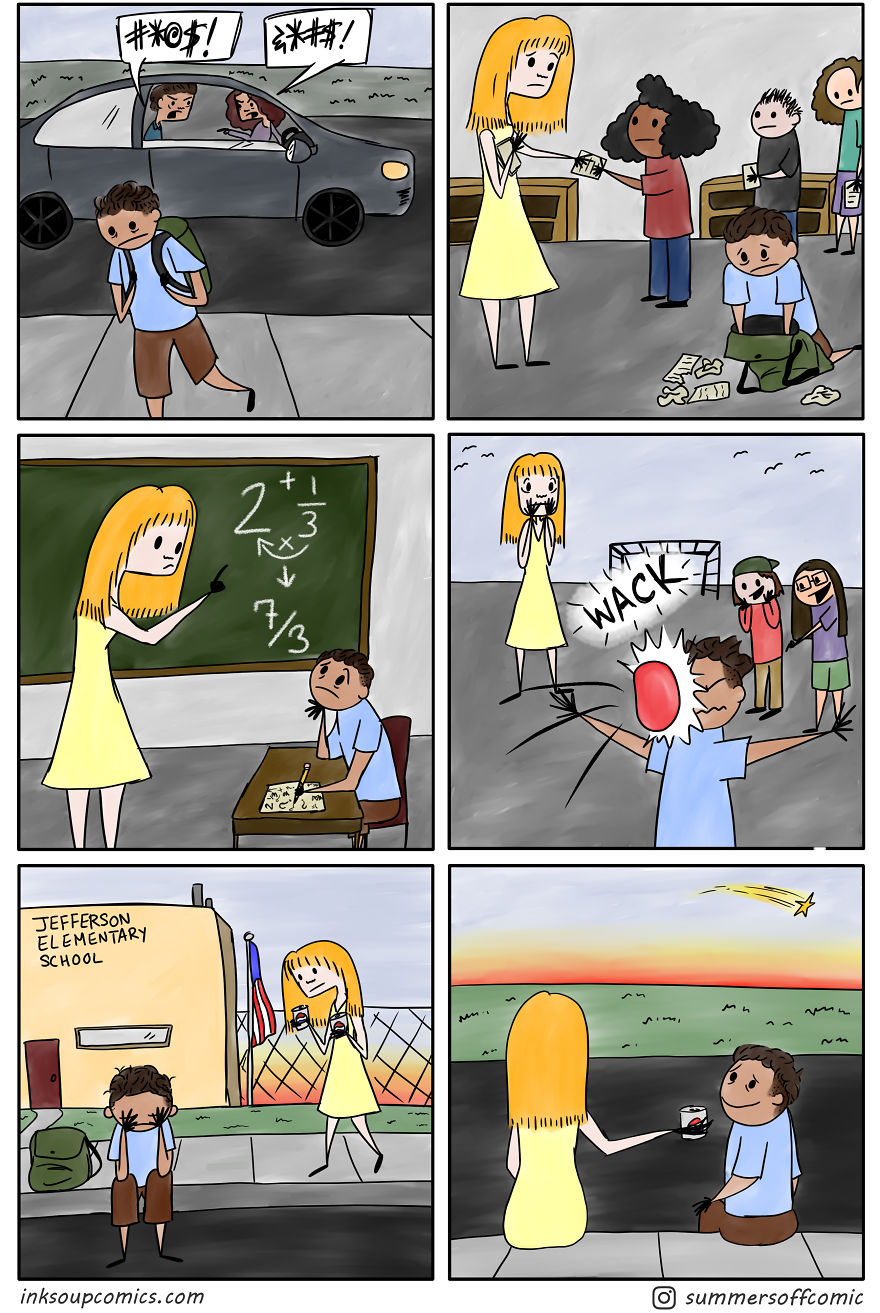 #*@$!
&*##!
2 + 1/3
x
7/3
WACK
JEFFERSON
ELEMENTARY
SCHOOL
inksoupcomics.com
summersoffcomic